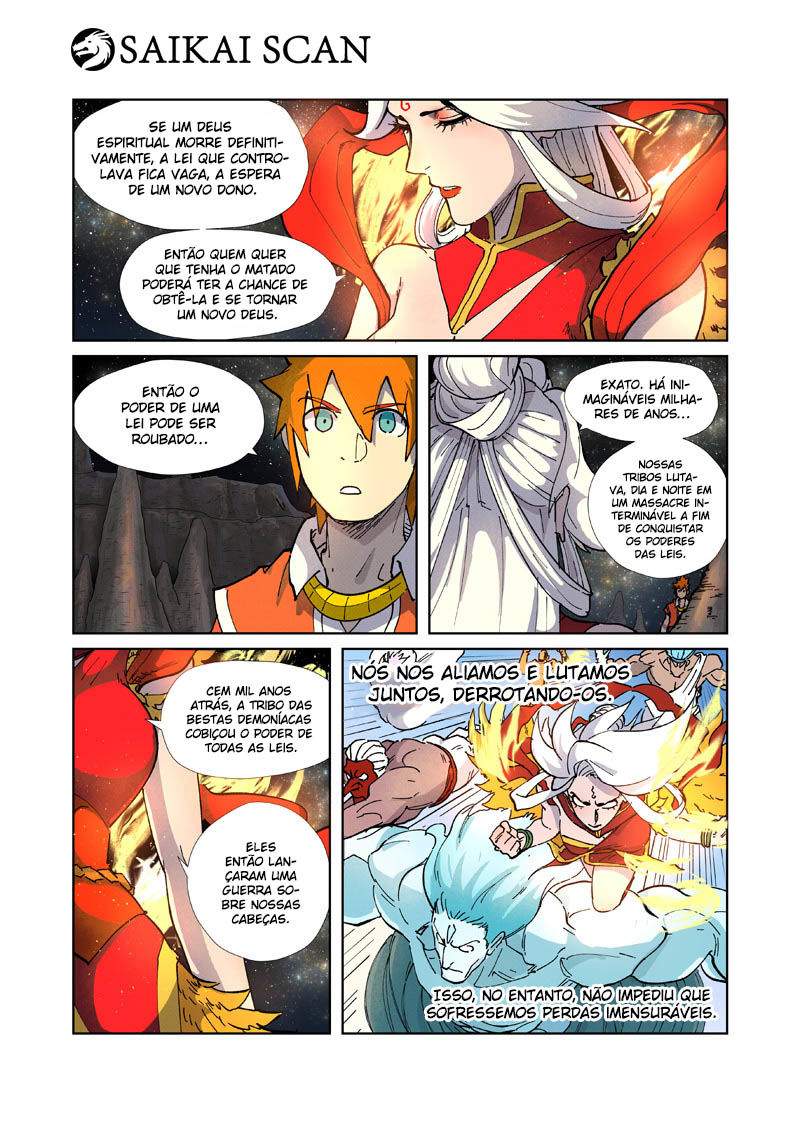 SAIKAI SCAN
SE UM DEUS
ESPIRITUAL MORRE DEFINITI-
VAMENTE, A LEI QUE CONTRO-
LAVA FICA VAGA, A ESPERA
DE UM NOVO DONO.
ENTÃO QUEM QUER
QUE TENHA O MATADO
PODERÁ TER A CHANCE DE
OBTÊ-LA E SE TORNAR
UM NOVO DEUS.
ENTÃO O
PODER DE UMA
LEI PODE SER
ROUBADO...
EXATO. HÁ INI-
MAGINÁVEIS MILHA-
RES DE ANOS...
NOSSAS
TRIBOS LUTA-
VA, DIA E NOITE EM
UM MASSACRE IN-
TERMINÁVEL A FIM
DE CONQUISTAR
OS PODERES
DAS LEIS.
CEM MIL ANOS
ATRÁS, A TRIBO DAS
BESTAS DEMONÍACAS
COBIÇOU O PODER DE
TODAS AS LEIS.
ELES
ENTÃO LAN-
ÇARAM UMA
GUERRA SO-
BRE NOSSAS
CABEÇAS.
NÓS NOS ALIAMOS E LUTAMOS
JUNTOS, DERROTANDO-OS.
ISSO, NO ENTANTO, NÃO IMPEDIU QUE
SOFRESSEMOS PERDAS IMENSURÁVEIS.